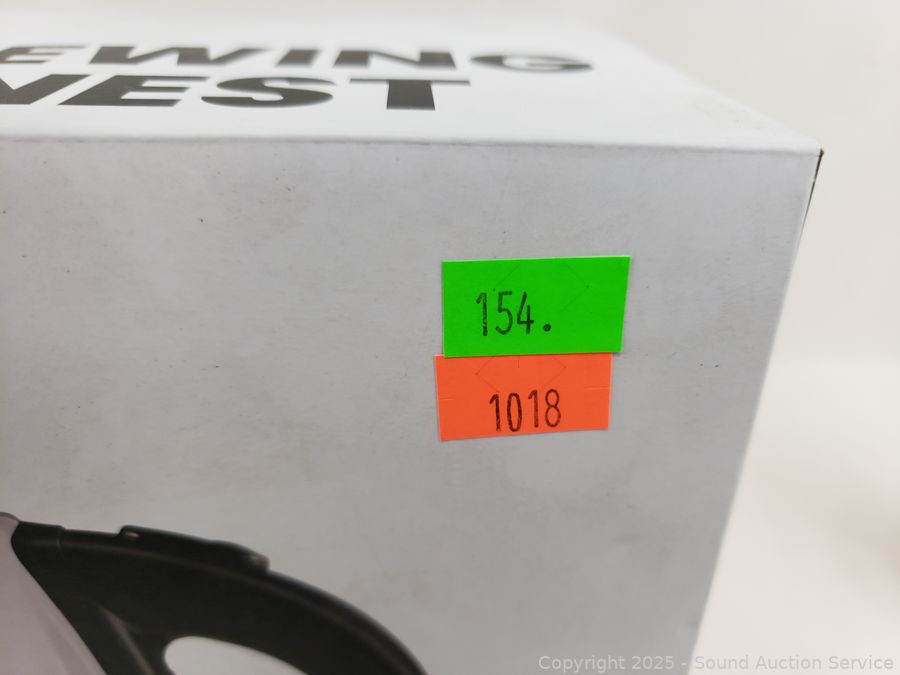 EWING
VEST
154.
1018
Copyright 2025 - Sound Auction Service